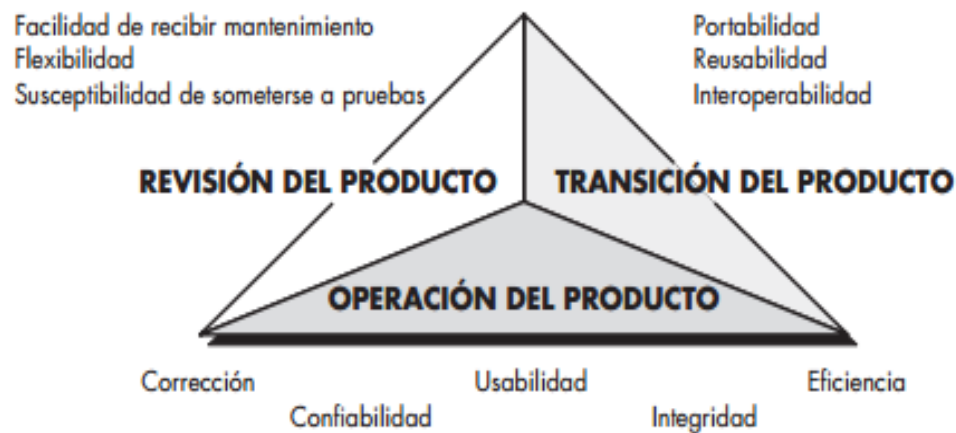 Facilidad de recibir mantenimiento
Flexibilidad
Susceptibilidad de someterse a pruebas
Portabilidad
Reusabilidad
Interoperabilidad
REVISIÓN DEL PRODUCTO
TRANSICIÓN DEL PRODUCTO
OPERACIÓN DEL PRODUCTO
Corrección
Usabilidad
Eficiencia
Confiabilidad
Integridad